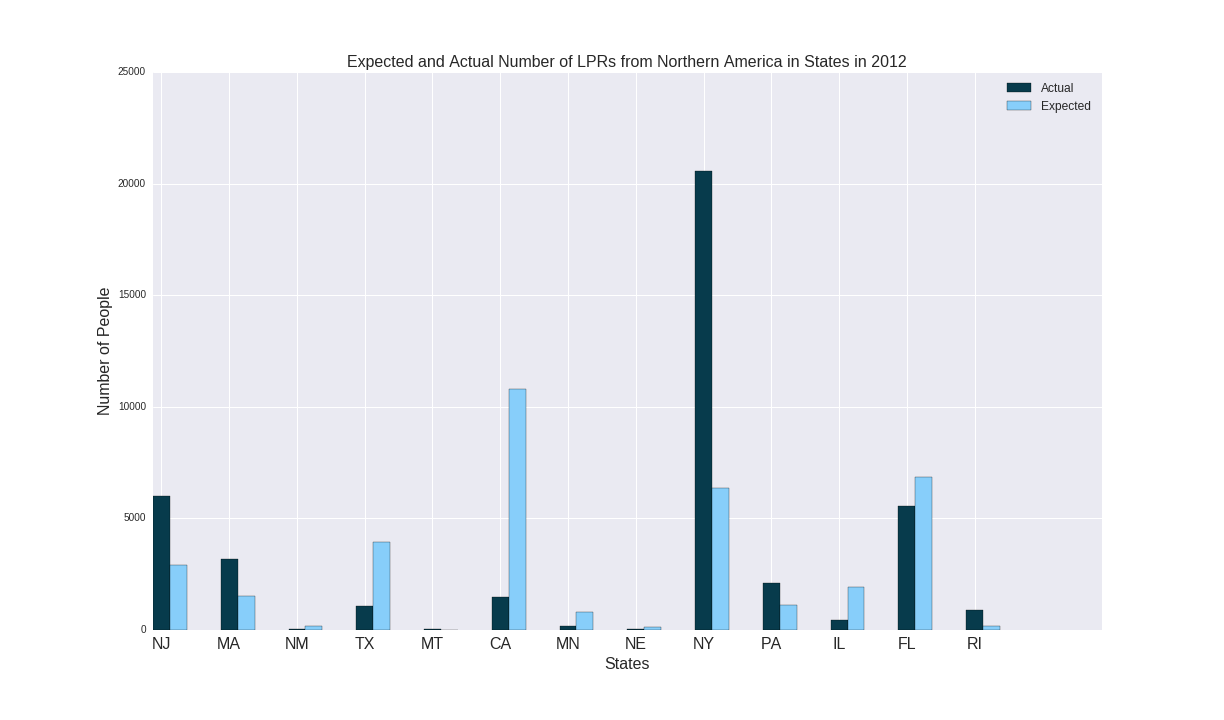 Expected and Actual Number of LPRs from Northern America in States in 2012
25000
20000
15000
10000
5000
0
Number of People
Actual
Expected
NJ MA NM TX MT CA MN NE NY PA IL FL RI
States